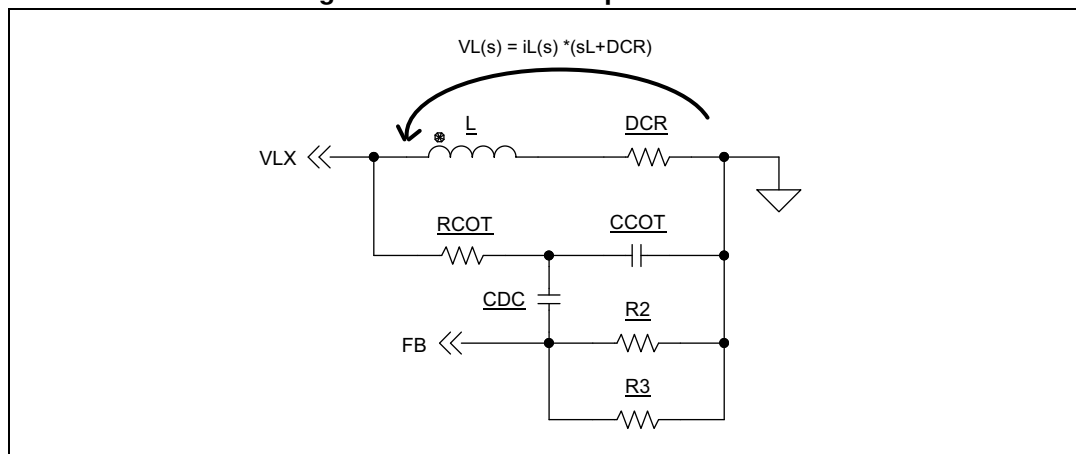 VL(s) = iL(s) *(sL+DCR)
L
DCR
VLX
RCOT
CCOT
CDC
R2
FB
R3